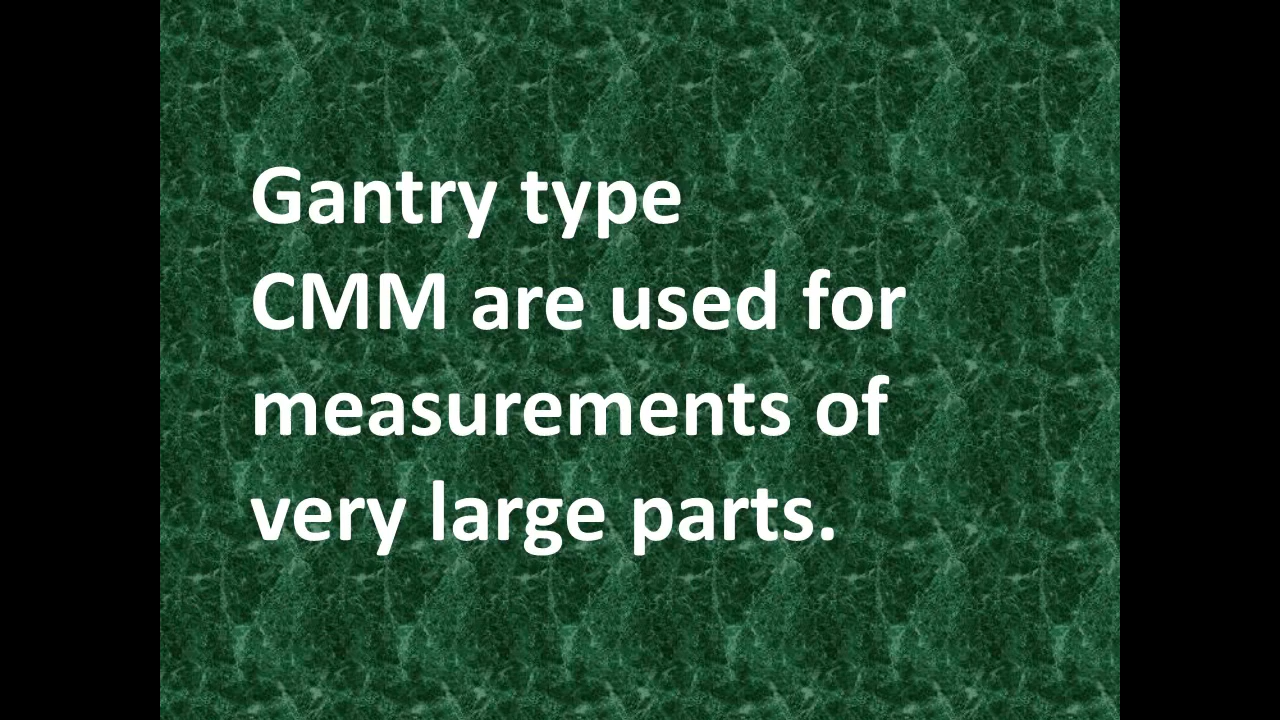 Gantry type
CMM are used for
measurements of
very large parts.